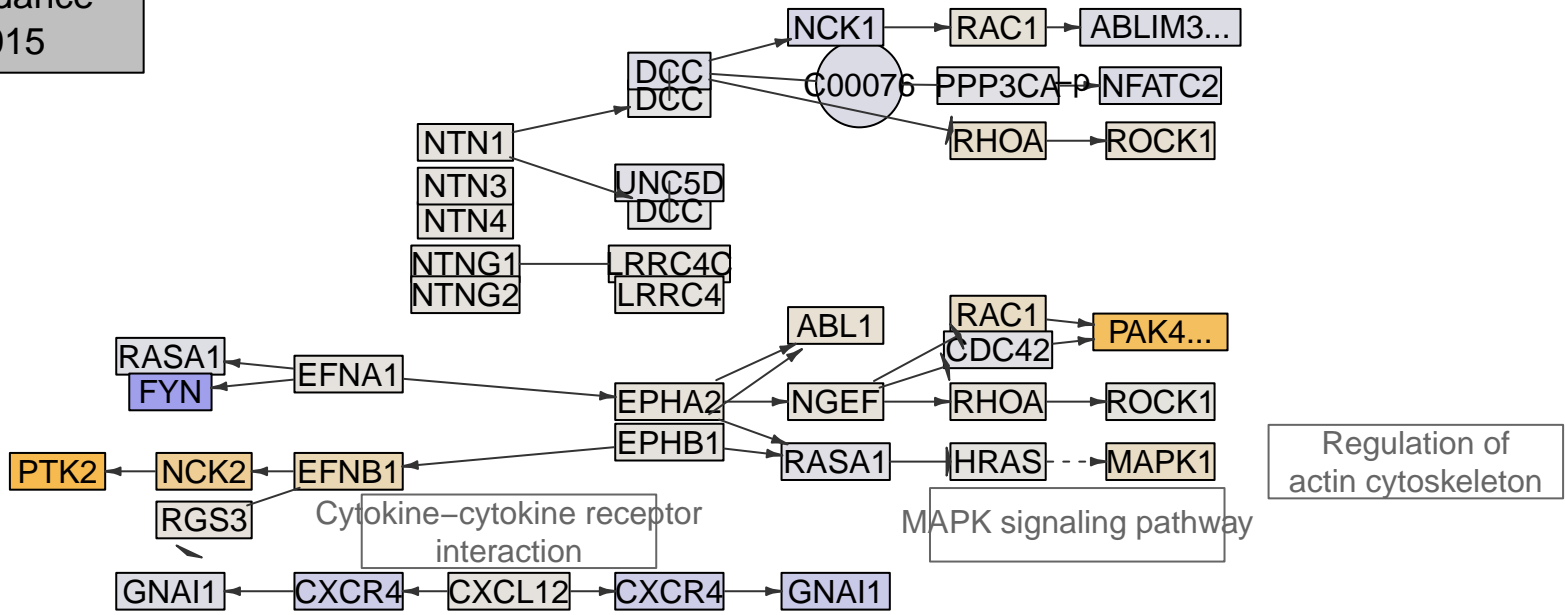 015
NCK1 RAC1 ABLIM3...
DCC
DCC
C00076 PPP3CA –p NFATC2
NTN1
RHOA ROCK1
NTN3
NTN4
UNC5D
DCC
NTNG1 LRRC4C
NTNG2 LRRC4
RAC1
ABL1
CDC42
PAK4...
RASA1
FYN
EFNA1
EPHA2 NGEF RHOA ROCK1
EPHB1
RASA1 HRAS MAPK1
PTK2 NCK2 EFNB1
RGS3
Regulation of
actin cytoskeleton
Cytokine–cytokine receptor
interaction
MAPK signaling pathway
GNAI1 CXCR4 CXCL12 CXCR4 GNAI1